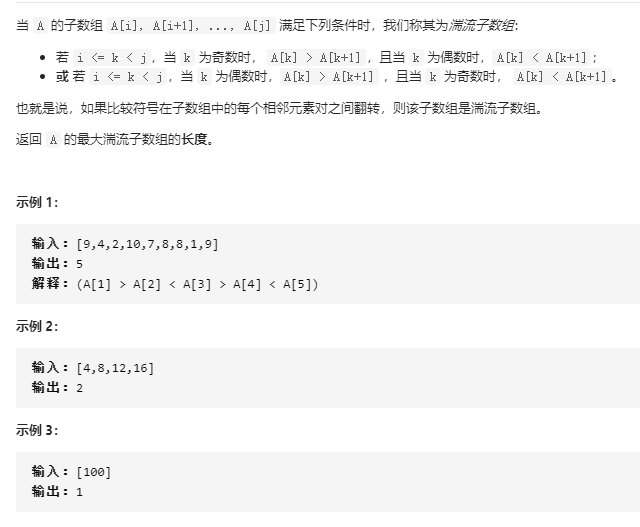 当 A 的子数组 A[i], A[i+1], ..., A[j] 满足下列条件时，我们称其为湍流子数组：
• 若 i <= k < j，当 k 为奇数时， A[k] > A[k+1]，且当 k 为偶数时，A[k] < A[k+1]；
• 或 若 i <= k < j，当 k 为偶数时，A[k] > A[k+1] ，且当 k 为奇数时， A[k] < A[k+1] 。
也就是说，如果比较符号在子数组中的每个相邻元素对之间翻转，则该子数组是湍流子数组。
返回 A 的最大湍流子数组的长度。
示例 1：
输入：[9,4,2,10,7,8,8,1,9]
输出：5
解释：(A[1] > A[2] < A[3] > A[4] < A[5])
示例 2：
输入：[4,8,12,16]
输出：2
示例 3：
输入：[100]
输出：1